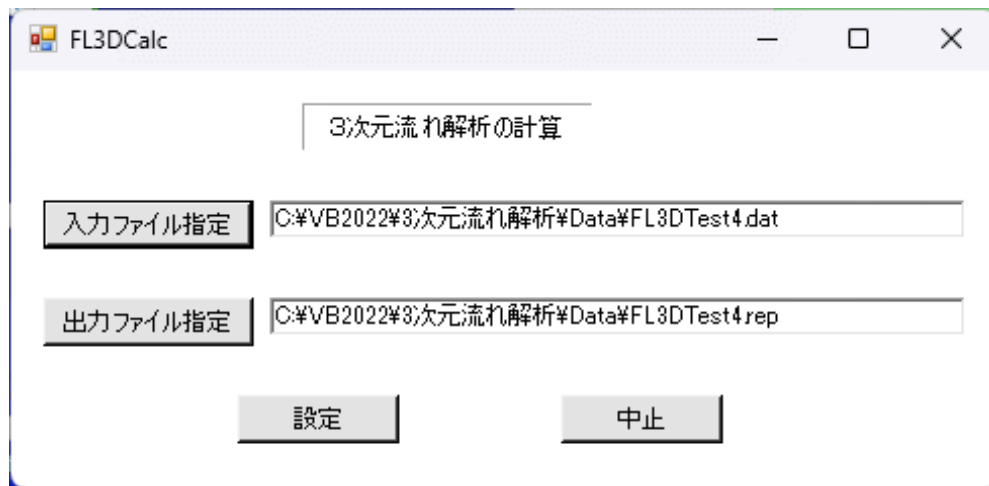 FL3DCalc
3次元流れ解析の計算
入力ファイル指定 C:¥VB2022¥3次元流れ解析¥Data¥FL3DTest4.dat
出力ファイル指定 C:¥VB2022¥3次元流れ解析¥Data¥FL3DTest4.rep
設定 中止